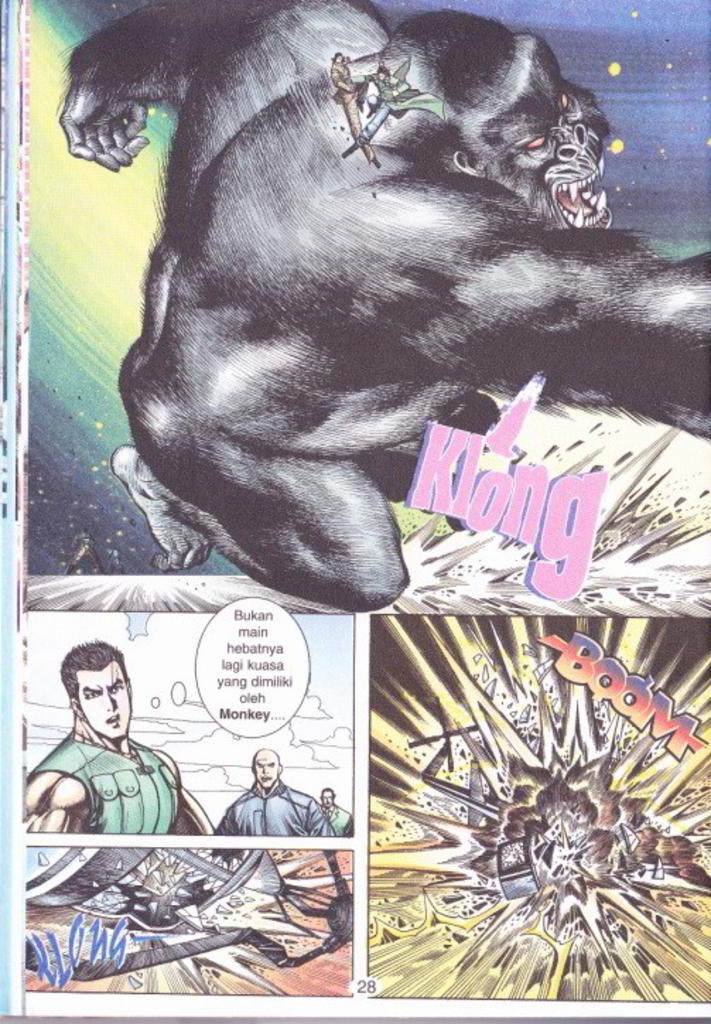 Klong
Bukan
main
hebatnya
lagi kuasa
yang dimiliki
oleh
Monkey....
BOOM
KLONG
28